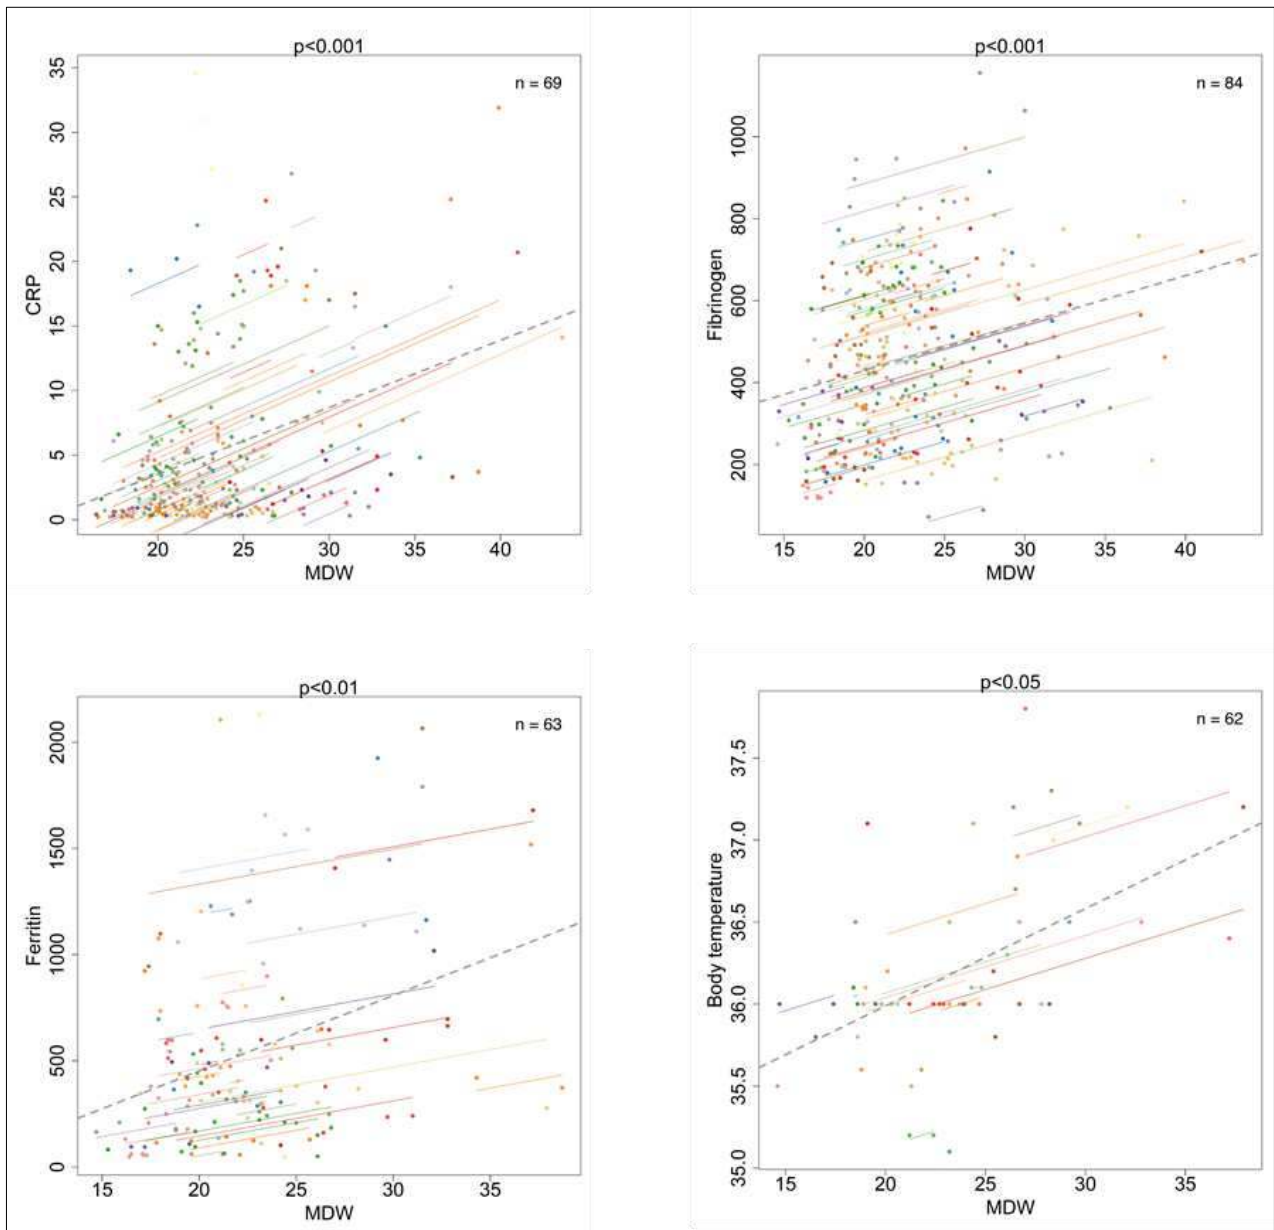 p<0.001
n = 69
CRP
35
30
25
20
15
10
5
0
20
25
30
35
40
MDW
p<0.001
n = 84
Fibrinogen
1000
800
600
400
200
15
20
25
30
35
40
MDW
p<0.01
n = 63
Ferritin
2000
1500
1000
500
0
15
20
25
30
35
MDW
p<0.05
n = 62
Body temperature
37.5
37.0
36.5
36.0
35.5
35.0
15
20
25
30
35
MDW